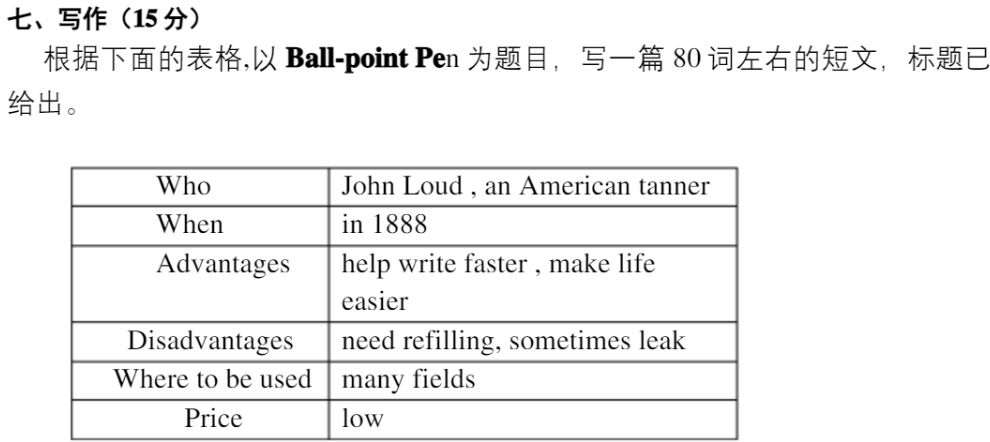 七、写作（15 分）
根据下面的表格,以 Ball-point Pen 为题目，写一篇 80 词左右的短文，标题已
给出。
Who John Loud , an American tanner
When in 1888
Advantages help write faster , make life
easier
Disadvantages need refilling, sometimes leak
Where to be used many fields
Price low